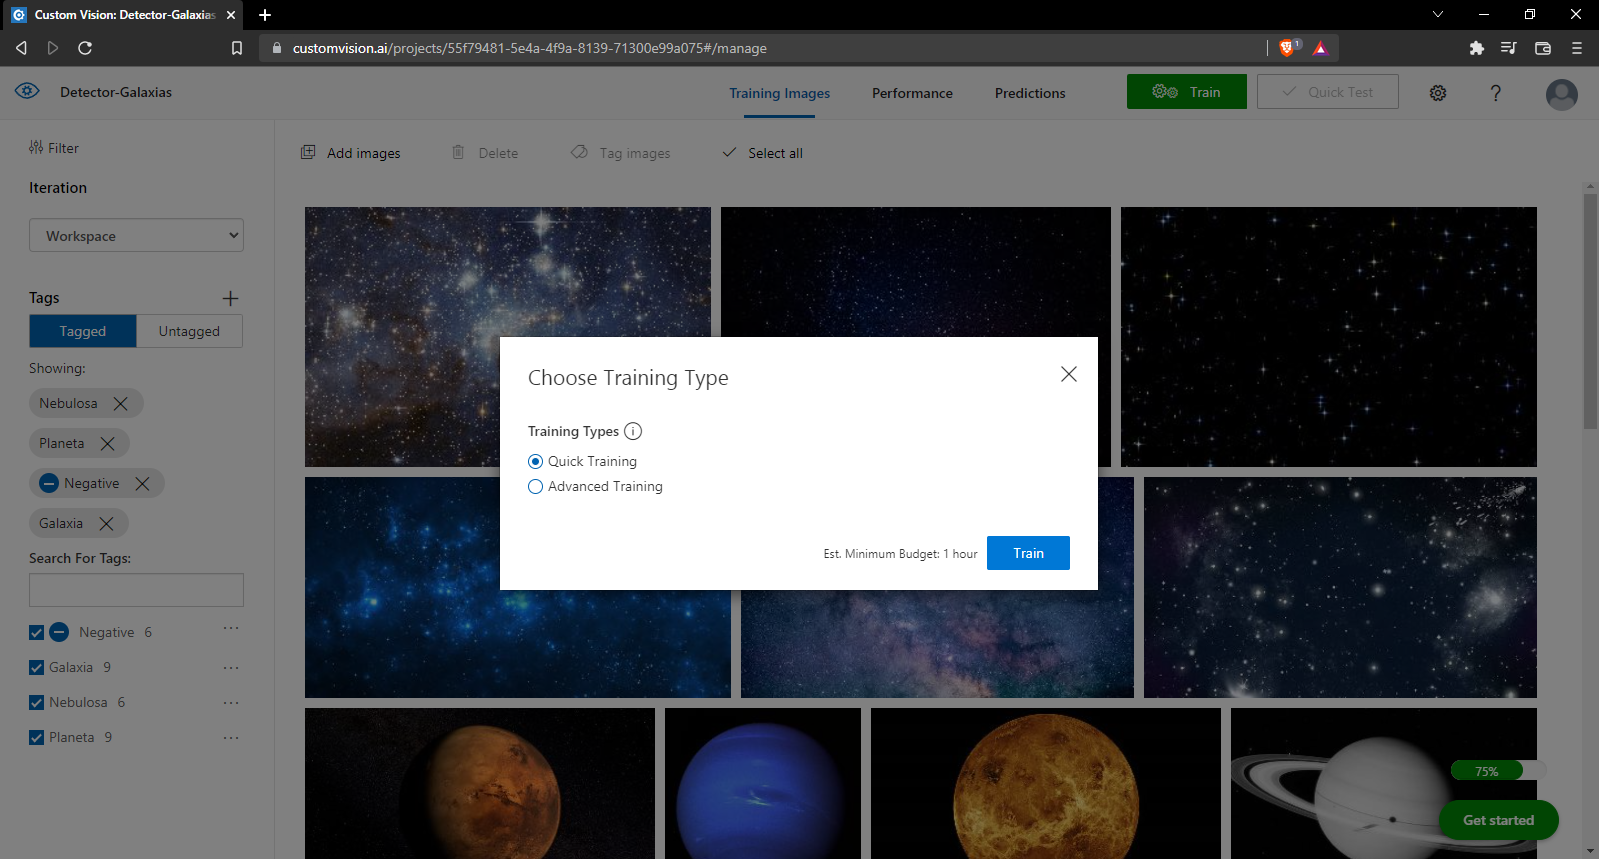 Custom Vision: Detector-Galaxias
customvision.ai/projects/55f79481-5e4a-4f9a-8139-71300e99a075#/manage
1
Detector-Galaxias
Training Images
Performance
Predictions
Train
Quick Test
?
Filter
Add images
Delete
Tag images
Select all
Iteration
Workspace
Tags
Tagged
Untagged
Showing:
Nebulosa
Planeta
Negative
Galaxia
Search For Tags:
Negative 6
Galaxia 9
Nebulosa 6
Planeta 9
Choose Training Type
Training Types
Quick Training
Advanced Training
Est. Minimum Budget: 1 hour
Train
75%
Get started